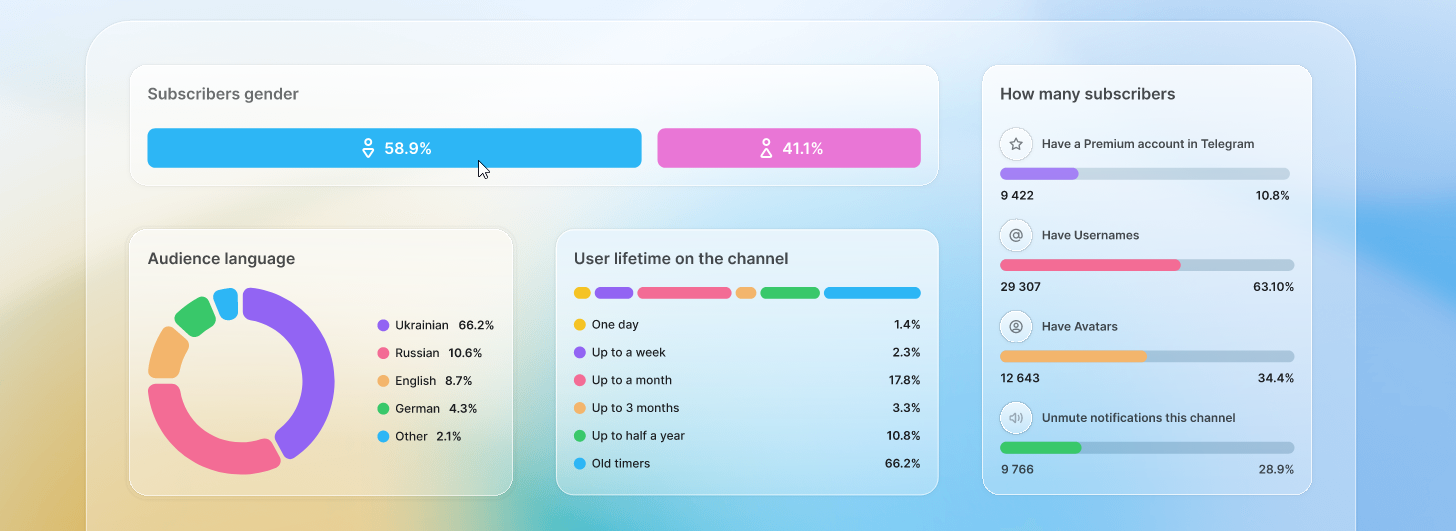 Subscribers gender
58.9%
41.1%
Audience language
Ukrainian 66.2%
Russian 10.6%
English 8.7%
German 4.3%
Other 2.1%
User lifetime on the channel
One day 1.4%
Up to a week 2.3%
Up to a month 17.8%
Up to 3 months 3.3%
Up to half a year 10.8%
Old timers 66.2%
How many subscribers
Have a Premium account in Telegram
9 422 10.8%
Have Usernames
29 307 63.10%
Have Avatars
12 643 34.4%
Unmute notifications this channel
9 766 28.9%